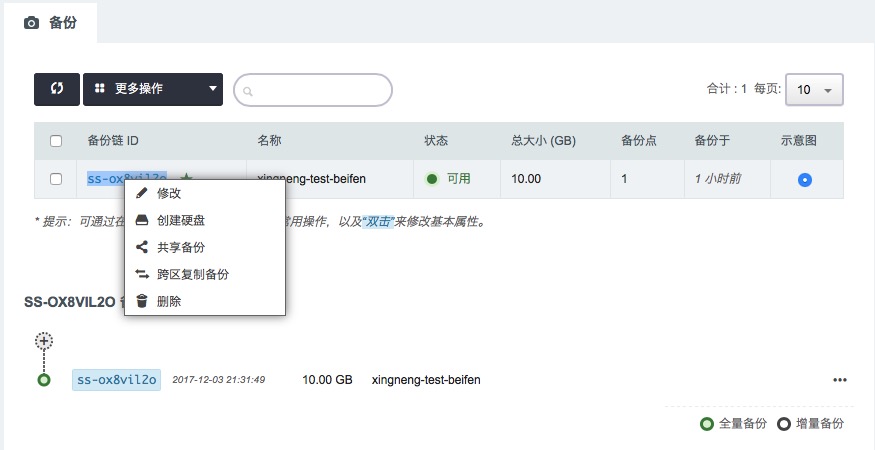 备份
更多操作
合计 : 1 每页: 10
备份链 ID 名称 状态 总大小 (GB) 备份点 备份于 示意图
ss-ox8vil2o xingneng-test-beifen 可用 10.00 1 1 小时前
修改
* 提示：可通过在 常用操作，以及“双击”来修改基本属性。
创建硬盘
共享备份
跨区复制备份
删除
SS-OX8VIL2O
ss-ox8vil2o 2017-12-03 21:31:49 10.00 GB xingneng-test-beifen
全量备份 增量备份